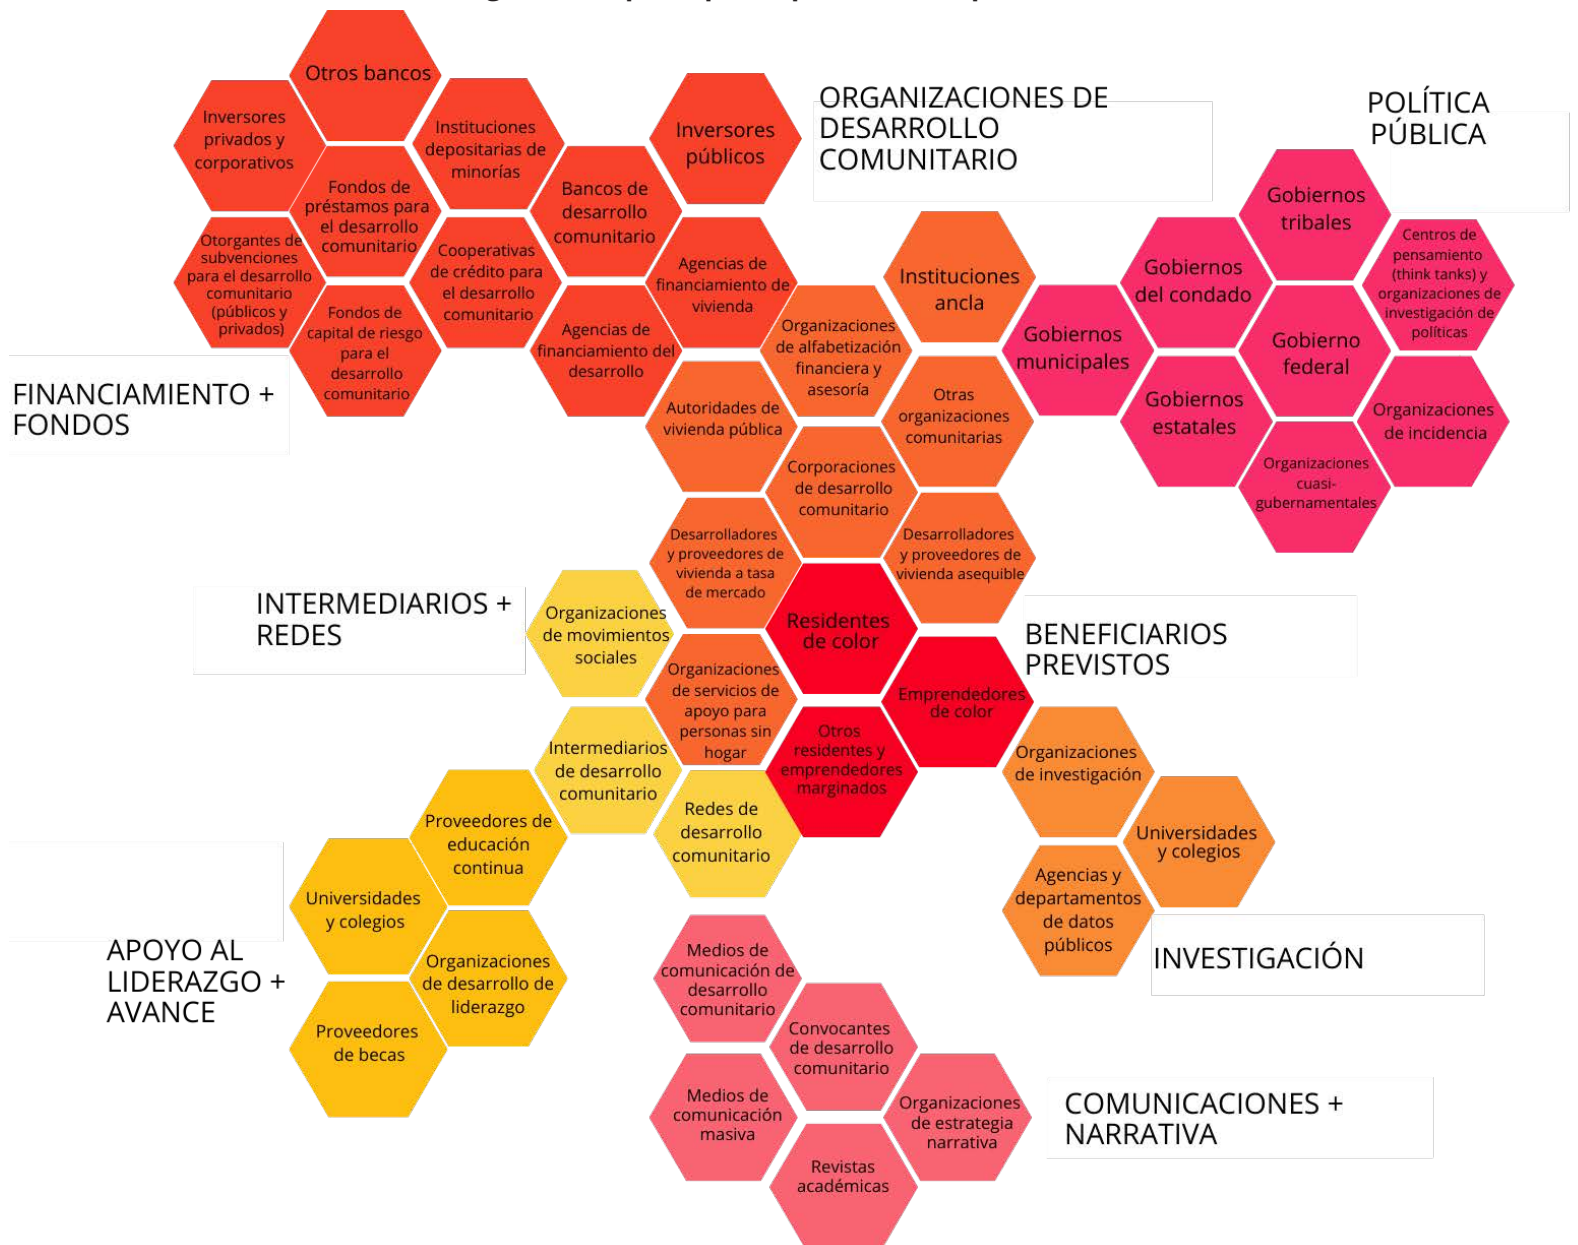 Otros bancos
Inversores
privados y
corporativos
Instituciones
depositarias de
minorías
Inversores
públicos
Fondos de
préstamos para
el desarrollo
comunitario
Bancos de
desarrollo
comunitario
Otorgantes de
subvenciones
para el desarrollo
comunitario
(públicos y
privados)
Cooperativas
de crédito para
el desarrollo
comunitario
Agencias de
financiamiento de
vivienda
Fondos de
capital de riesgo
para el
desarrollo
comunitario
Agencias de
financiamiento del
desarrollo
FINANCIAMIENTO +
FONDOS
ORGANIZACIONES DE
DESARROLLO
COMUNITARIO
Instituciones
ancla
Organizaciones
de alfabetización
financiera y
asesoría
Autoridades de
vivienda pública
Otras
organizaciones
comunitarias
Corporaciones
de desarrollo
comunitario
Desarrolladores
y proveedores de
vivienda a tasa
de mercado
Desarrolladores
y proveedores de
vivienda asequible
Organizaciones
de servicios de
apoyo para
personas sin
hogar
POLÍTICA
PÚBLICA
Gobiernos
tribales
Gobiernos
del condado
Centros de
pensamiento
(think tanks) y
organizaciones de
investigación de
políticas
Gobiernos
municipales
Gobierno
federal
Gobiernos
estatales
Organizaciones
de incidencia
Organizaciones
cuasi-
gubernamentales
INTERMEDIARIOS +
REDES
Organizaciones
de movimientos
sociales
Intermediarios
de desarrollo
comunitario
Redes de
desarrollo
comunitario
Residentes
de color
Emprendedores
de color
Otros
residentes y
emprendedores
marginados
BENEFICIARIOS
PREVISTOS
Organizaciones
de investigación
Universidades
y colegios
Agencias y
departamentos
de datos
públicos
INVESTIGACIÓN
Proveedores de
educación
continua
Universidades
y colegios
Organizaciones
de desarrollo de
liderazgo
Proveedores
de becas
APOYO AL
LIDERAZGO +
AVANCE
Medios de
comunicación de
desarrollo
comunitario
Convocantes
de desarrollo
comunitario
Medios de
comunicación
masiva
Organizaciones
de estrategia
narrativa
Revistas
académicas
COMUNICACIONES +
NARRATIVA